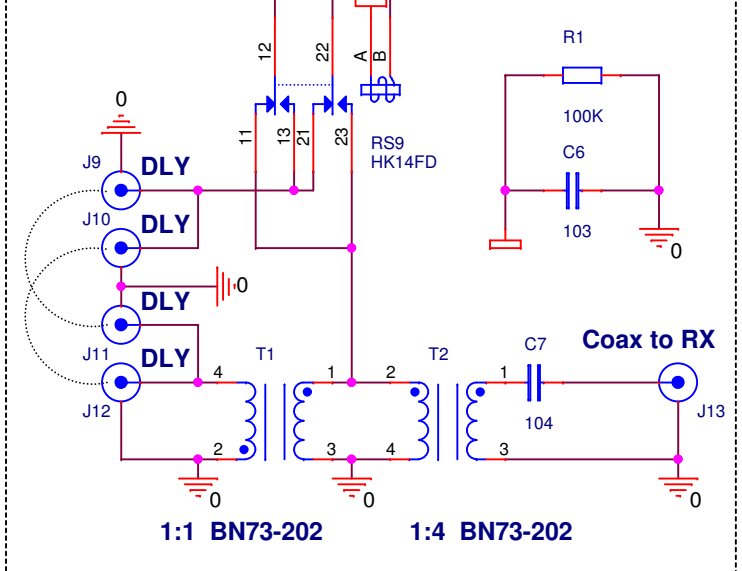 12
22
A
B
R1
100K
0
11
13
21
23
RS9
HK14FD
C6
103
J9
DLY
J10
DLY
0
0
DLY
J11
DLY
J12
4
T1
1
2
T2
1
C7
104
Coax to RX
J13
2
3
4
3
0
0
0
1:1 BN73-202
1:4 BN73-202